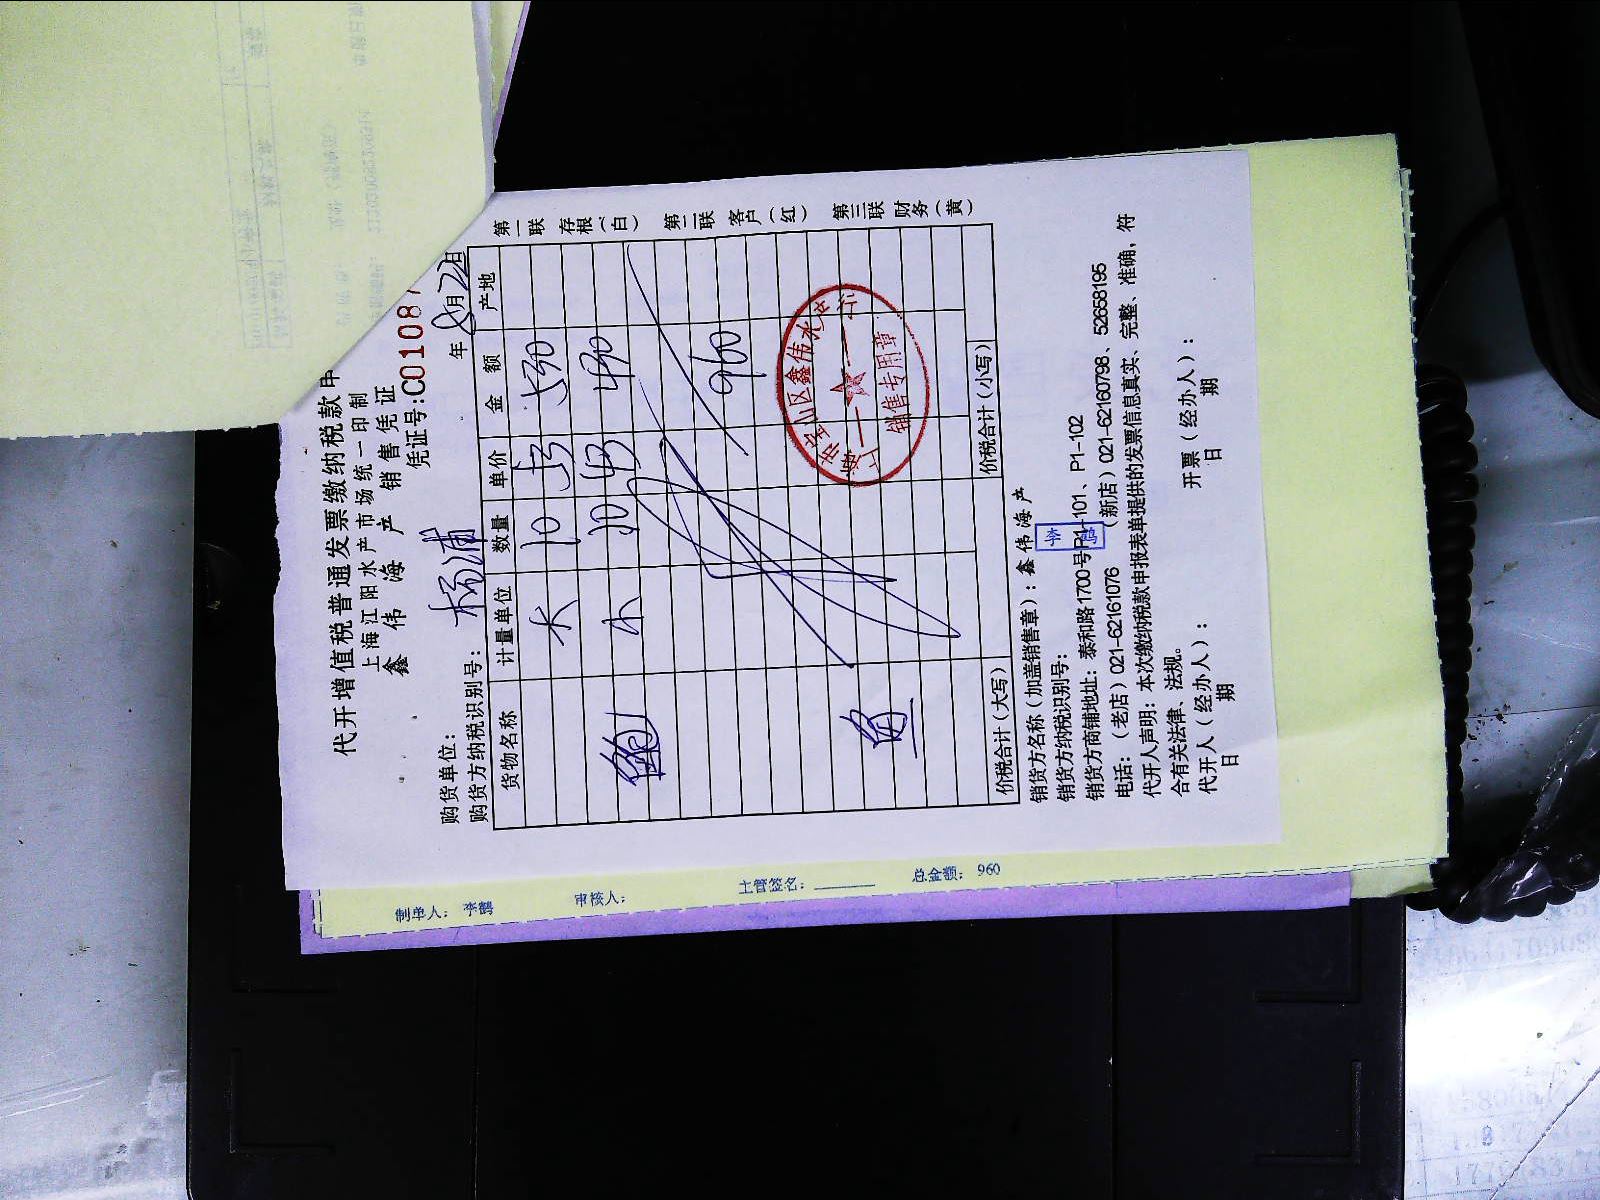 代开增值税普通发票缴纳税款申
上海江阳水产市场统一印制
鑫伟海产 销售凭证
凭证号:C01087
购货单位: 杨浦
年 8月22日
购货方纳税识别号:
货物名称 计量单位 数量 单价 金额 产地
大 10 53 530
小 10 43 430
960
鱼
价税合计(大写) 价税合计(小写)
第一联 存根(白) 第二联 客户(红) 第三联 财务(黄)
销货方名称(加盖销售章):鑫伟海产
销货方纳税识别号:
销货方商铺地址:泰和路1700号P1-101、P1-102
电话:(老店)021-62161076 (新店)021-62160798、52658195
代开人声明:本次缴纳税款申报表单提供的发票信息真实、完整、准确,符
合有关法律、法规。
代开人(经办人): 开票(经办人):
日 期 日 期
销售专用章
李鹤
制单人: 李鹤 审核人: 主管签名: 总金额: 960